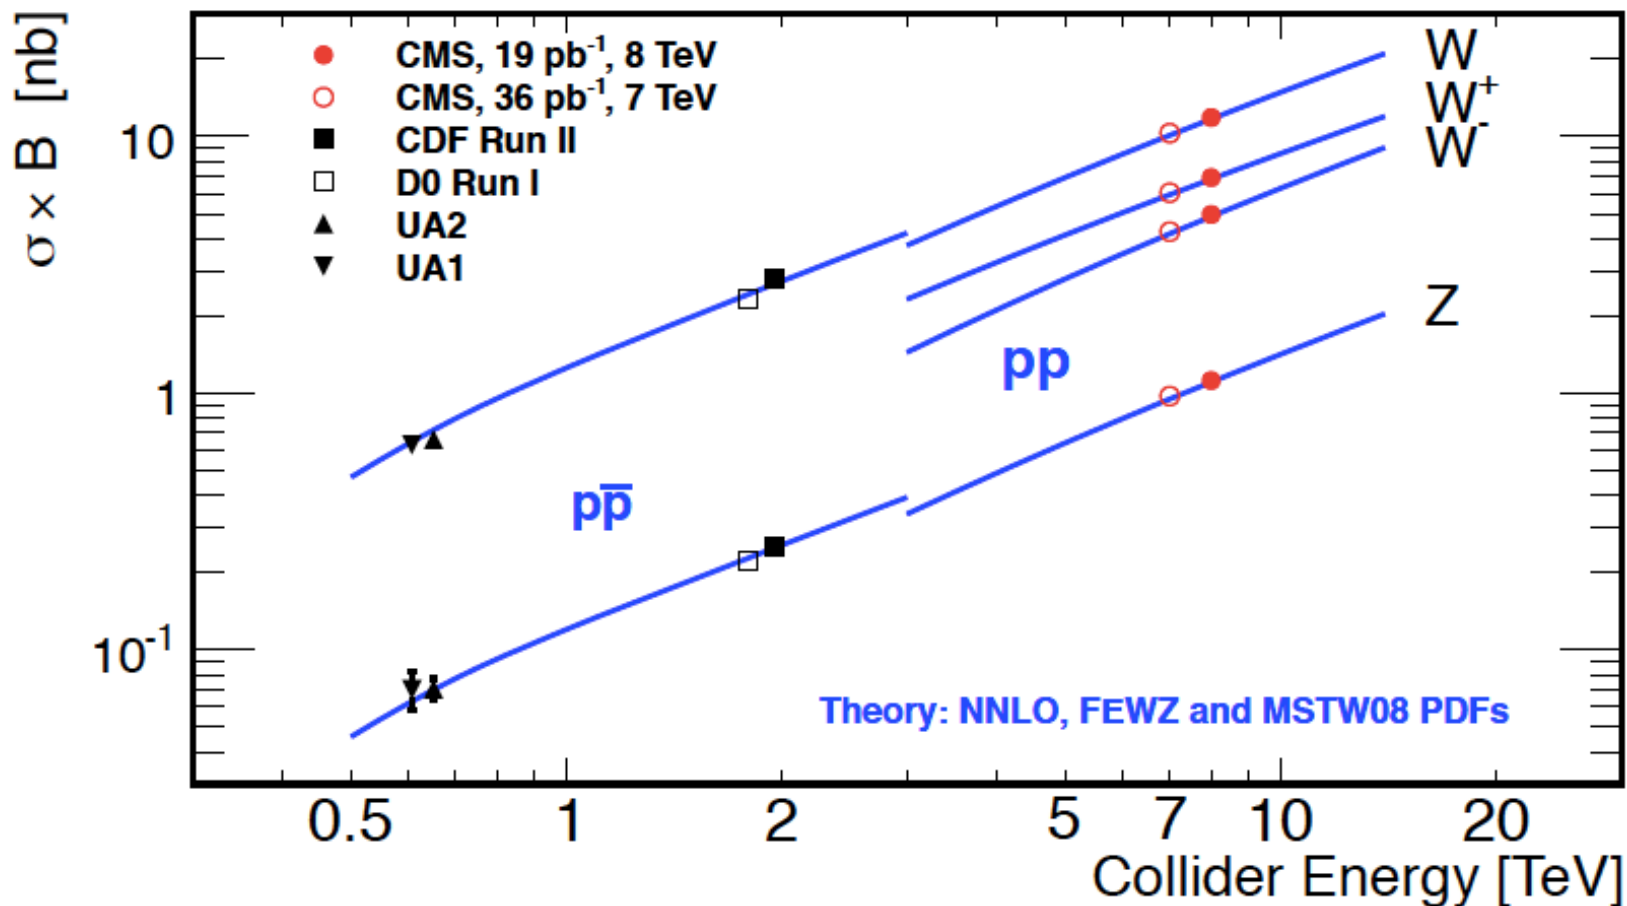 σ × B [nb]
10
1
10⁻¹
CMS, 19 pb⁻¹, 8 TeV
CMS, 36 pb⁻¹, 7 TeV
CDF Run II
D0 Run I
UA2
UA1
W
W⁺
W⁻
Z
pp
pp̅
Theory: NNLO, FEWZ and MSTW08 PDFs
0.5 1 2 5 7 10 20
Collider Energy [TeV]